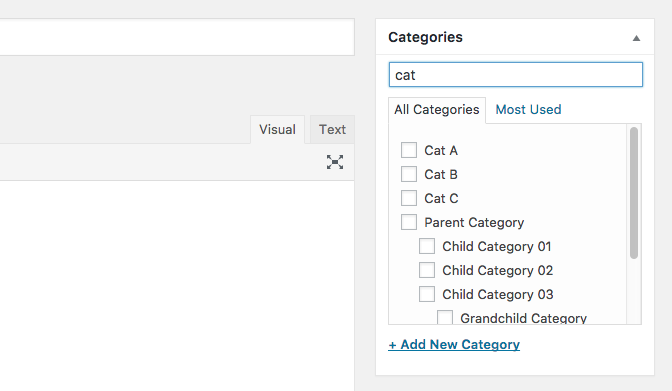 Categories
cat
All Categories Most Used
Visual Text
Cat A
Cat B
Cat C
Parent Category
Child Category 01
Child Category 02
Child Category 03
Grandchild Category
+ Add New Category